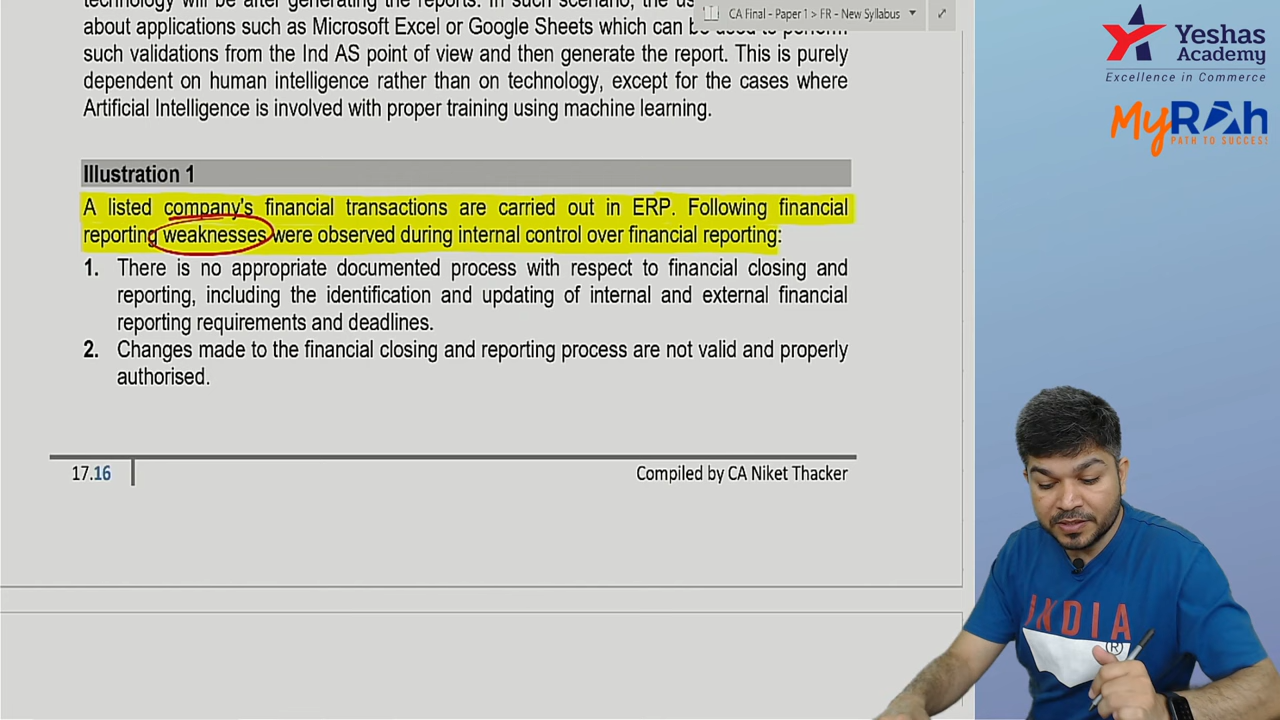 technology will be after generating the reports. In such scenario, the us
about applications such as Microsoft Excel or Google Sheets which can be used to perform
such validations from the Ind AS point of view and then generate the report. This is purely
dependent on human intelligence rather than on technology, except for the cases where
Artificial Intelligence is involved with proper training using machine learning.
CA Final - Paper 1 > FR - New Syllabus
Yeshas
Academy
Excellence in Commerce
MyRAh
PATH TO SUCCESS
Illustration 1
A listed company's financial transactions are carried out in ERP. Following financial
reporting weaknesses were observed during internal control over financial reporting:
1. There is no appropriate documented process with respect to financial closing and
reporting, including the identification and updating of internal and external financial
reporting requirements and deadlines.
2. Changes made to the financial closing and reporting process are not valid and properly
authorised.
17.16
Compiled by CA Niket Thacker
INDIA
®